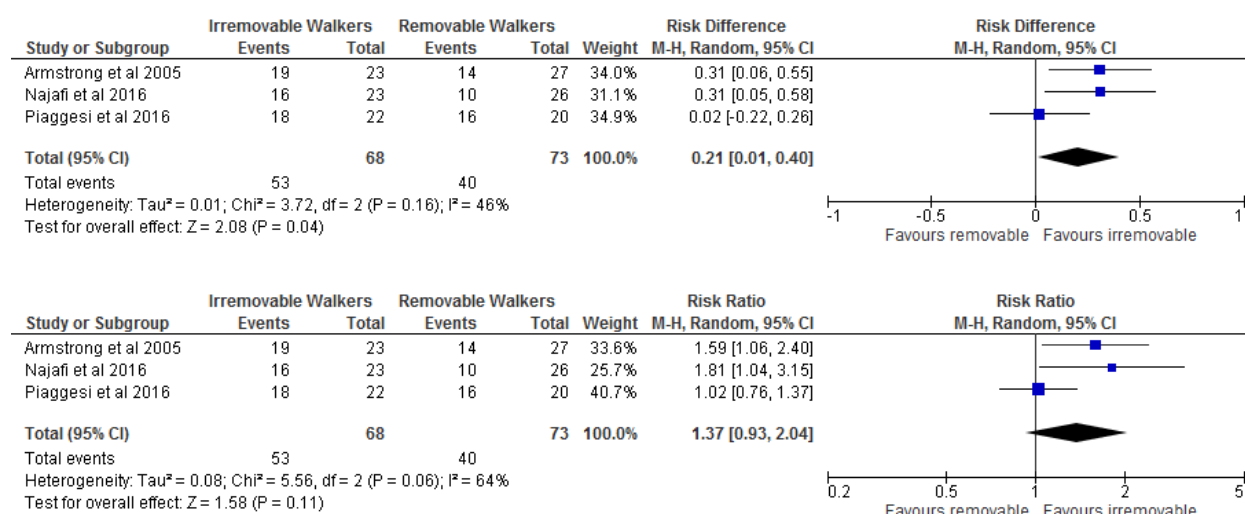 Irremovable Walkers Removable Walkers Risk Difference Risk Difference
Study or Subgroup Events Total Events Total Weight M-H, Random, 95% CI M-H, Random, 95% CI
Armstrong et al 2005 19 23 14 27 34.0% 0.31 [0.06, 0.55]
Najafi et al 2016 16 23 10 26 31.1% 0.31 [0.05, 0.58]
Piaggesi et al 2016 18 22 16 20 34.9% 0.02 [-0.22, 0.26]
Total (95% CI) 68 73 100.0% 0.21 [0.01, 0.40]
Total events 53 40
Heterogeneity: Tau² = 0.01; Chi² = 3.72, df = 2 (P = 0.16); I² = 46%
Test for overall effect: Z = 2.08 (P = 0.04)
-1 -0.5 0 0.5 1
Favours removable Favours irremovable
Irremovable Walkers Removable Walkers Risk Ratio Risk Ratio
Study or Subgroup Events Total Events Total Weight M-H, Random, 95% CI M-H, Random, 95% CI
Armstrong et al 2005 19 23 14 27 33.6% 1.59 [1.06, 2.40]
Najafi et al 2016 16 23 10 26 25.7% 1.81 [1.04, 3.15]
Piaggesi et al 2016 18 22 16 20 40.7% 1.02 [0.76, 1.37]
Total (95% CI) 68 73 100.0% 1.37 [0.93, 2.04]
Total events 53 40
Heterogeneity: Tau² = 0.08; Chi² = 5.56, df = 2 (P = 0.06); I² = 64%
Test for overall effect: Z = 1.58 (P = 0.11)
0.2 0.5 1 2 5
Favours removable Favours irremovable